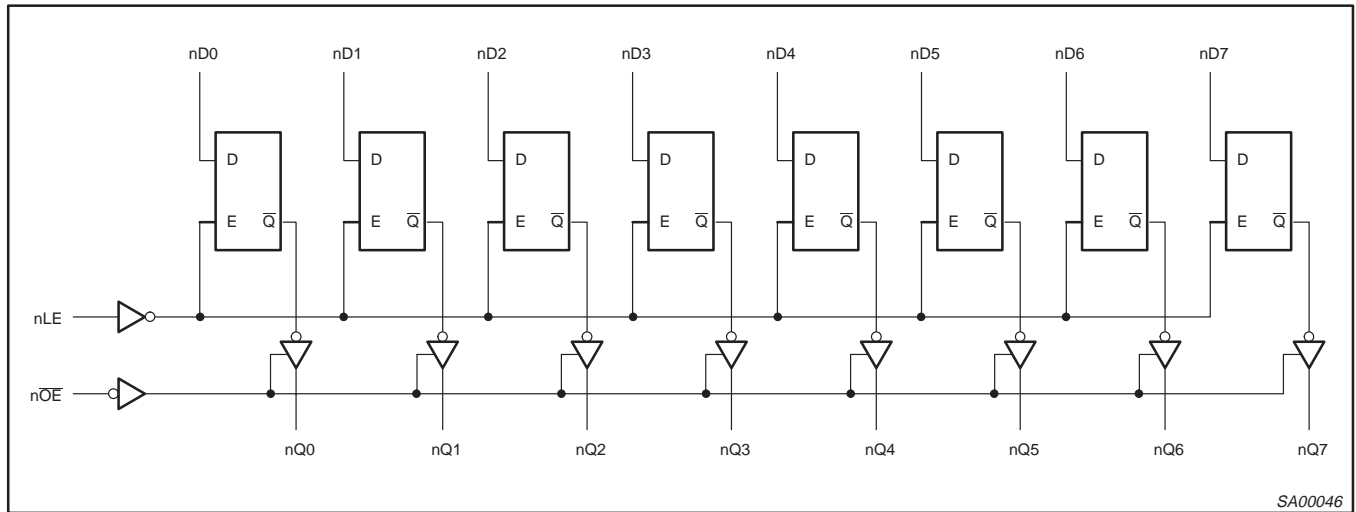 nD0 nD1 nD2 nD3 nD4 nD5 nD6 nD7
D D D D D D D D
E Q̅ E Q̅ E Q̅ E Q̅ E Q̅ E Q̅ E Q̅ E Q̅
nLE
nO̅E̅
nQ0 nQ1 nQ2 nQ3 nQ4 nQ5 nQ6 nQ7
SA00046